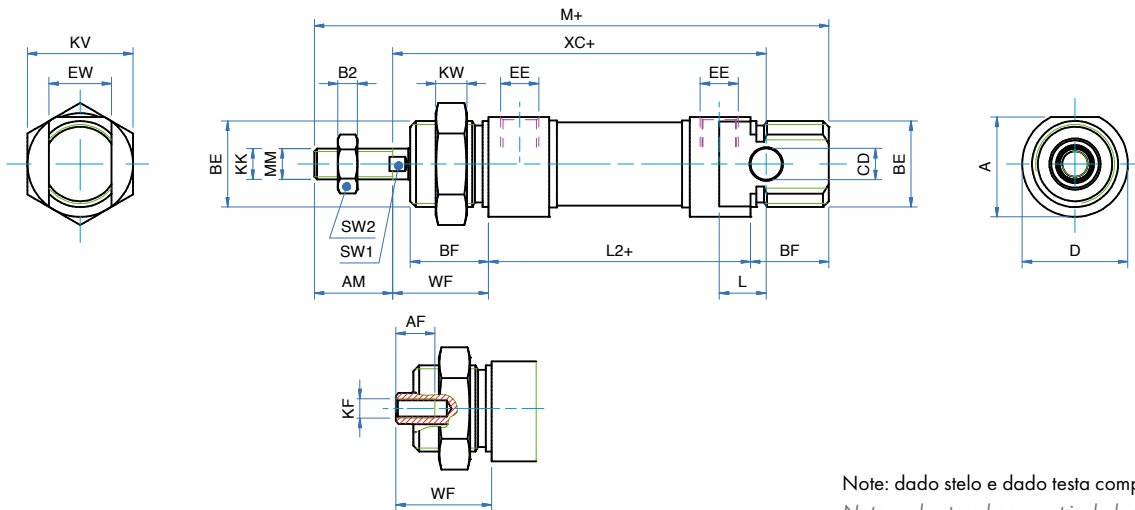 M+
XC+
KV
EW
B2
KW
EE
EE
BE
KK
MM
CD
BE
A
SW2
SW1
BF
L2+
BF
D
AM
WF
L
AF
KF
WF
Note: dado stelo e dado testa comp